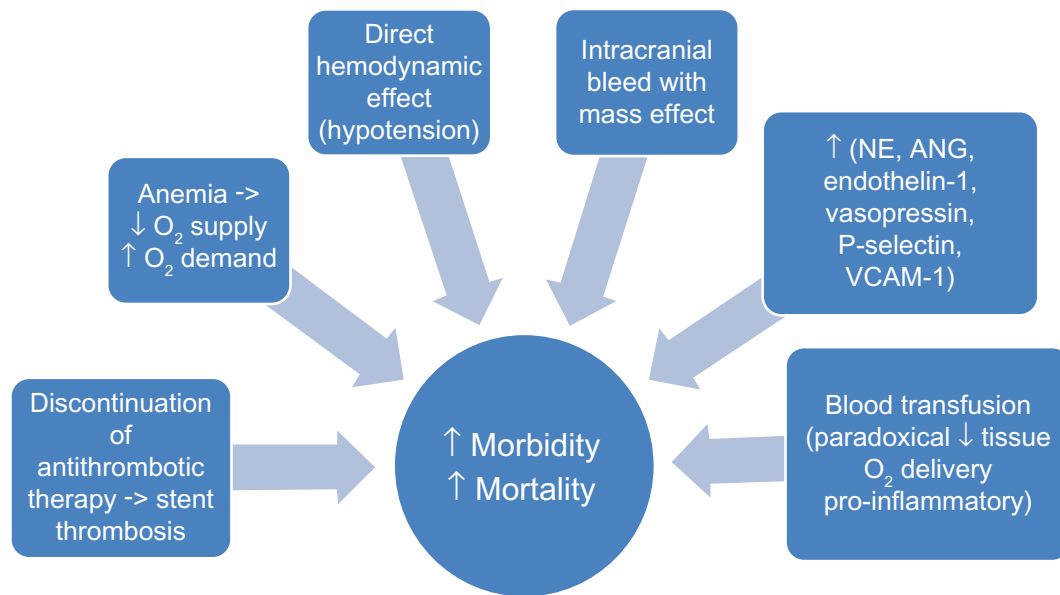 Direct
hemodynamic
effect
(hypotension)
Intracranial
bleed with
mass effect
Anemia ->
↓ O₂ supply
↑ O₂ demand
↑ (NE, ANG,
endothelin-1,
vasopressin,
P-selectin,
VCAM-1)
Discontinuation
of
antithrombotic
therapy -> stent
thrombosis
↑ Morbidity
↑ Mortality
Blood transfusion
(paradoxical ↓ tissue
O₂ delivery
pro-inflammatory)